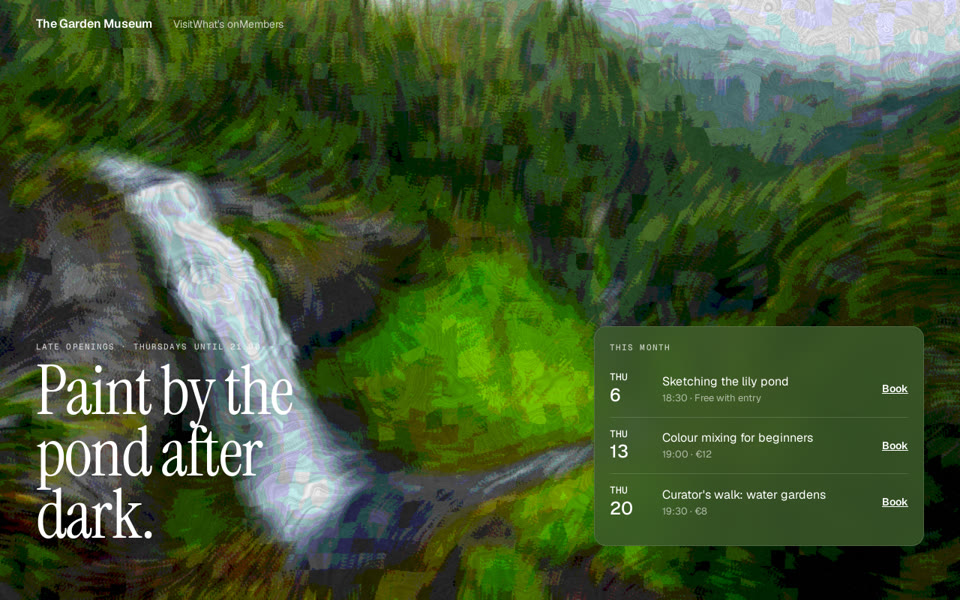 The Garden Museum
Visit What's on Members
LATE OPENINGS · THURSDAYS UNTIL 21:00
Paint by the
pond after
dark.
THIS MONTH
THU
6
Sketching the lily pond
18:30 · Free with entry
Book
THU
13
Colour mixing for beginners
19:00 · €12
Book
THU
20
Curator's walk: water gardens
19:30 · €8
Book